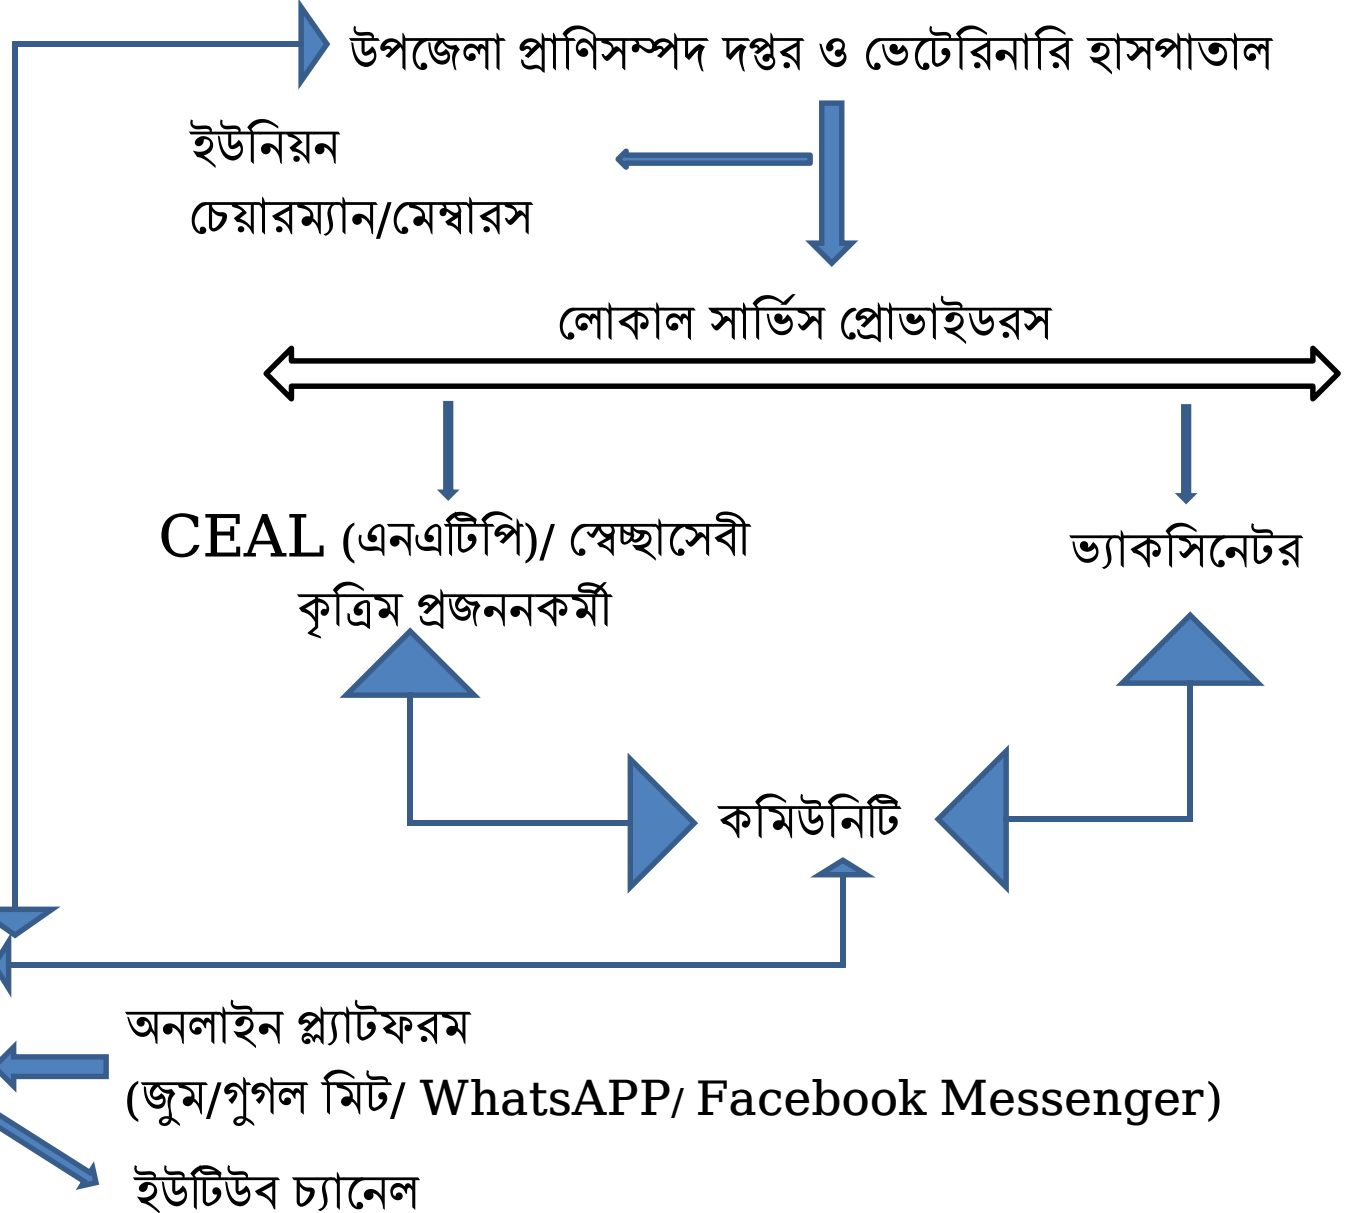 উপজেলা প্রাণিসম্পদ দপ্তর ও ভেটেরিনারি হাসপাতাল
ইউনিয়ন
চেয়ারম্যান/মেম্বারস
লোকাল সার্ভিস প্রোভাইডরস
CEAL (এনএটিপি)/ স্বেচ্ছাসেবী
কৃত্রিম প্রজননকর্মী
ভ্যাকসিনেটর
কমিউনিটি
অনলাইন প্ল্যাটফরম
(জুম/গুগল মিট/ WhatsAPP/ Facebook Messenger)
ইউটিউব চ্যানেল